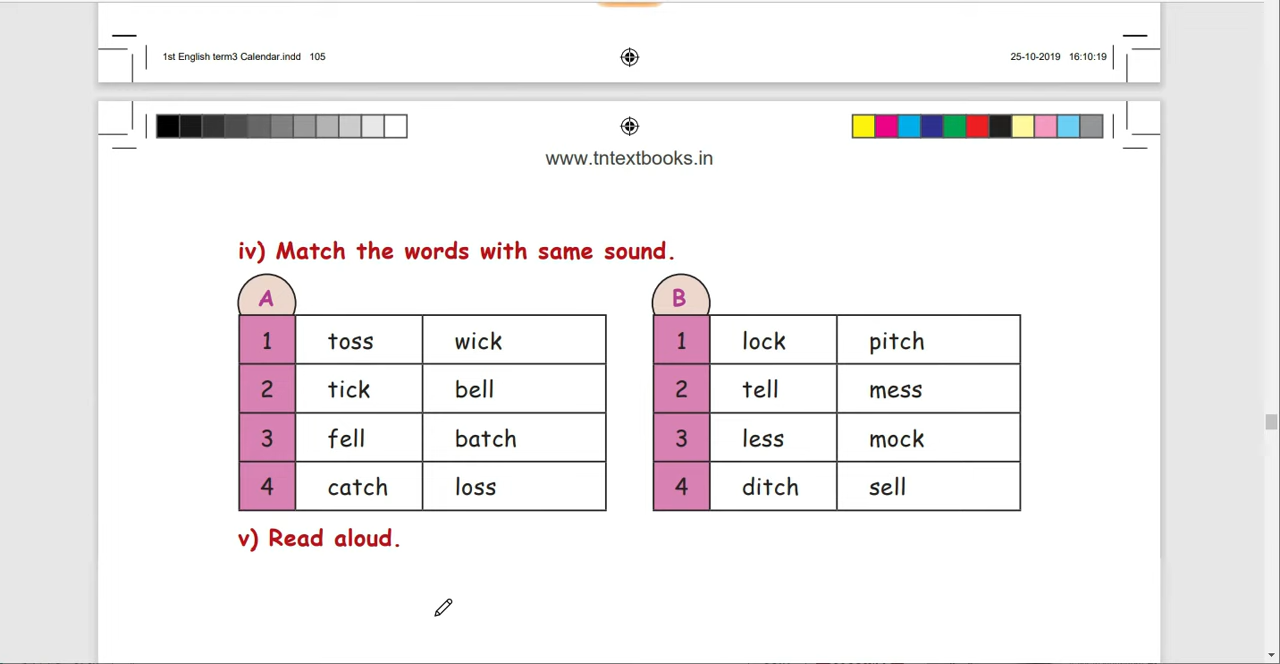 1st English term3 Calendar.indd 105 25-10-2019 16:10:19
www.tntextbooks.in
iv) Match the words with same sound.
A B
1 toss wick 1 lock pitch
2 tick bell 2 tell mess
3 fell batch 3 less mock
4 catch loss 4 ditch sell
v) Read aloud.